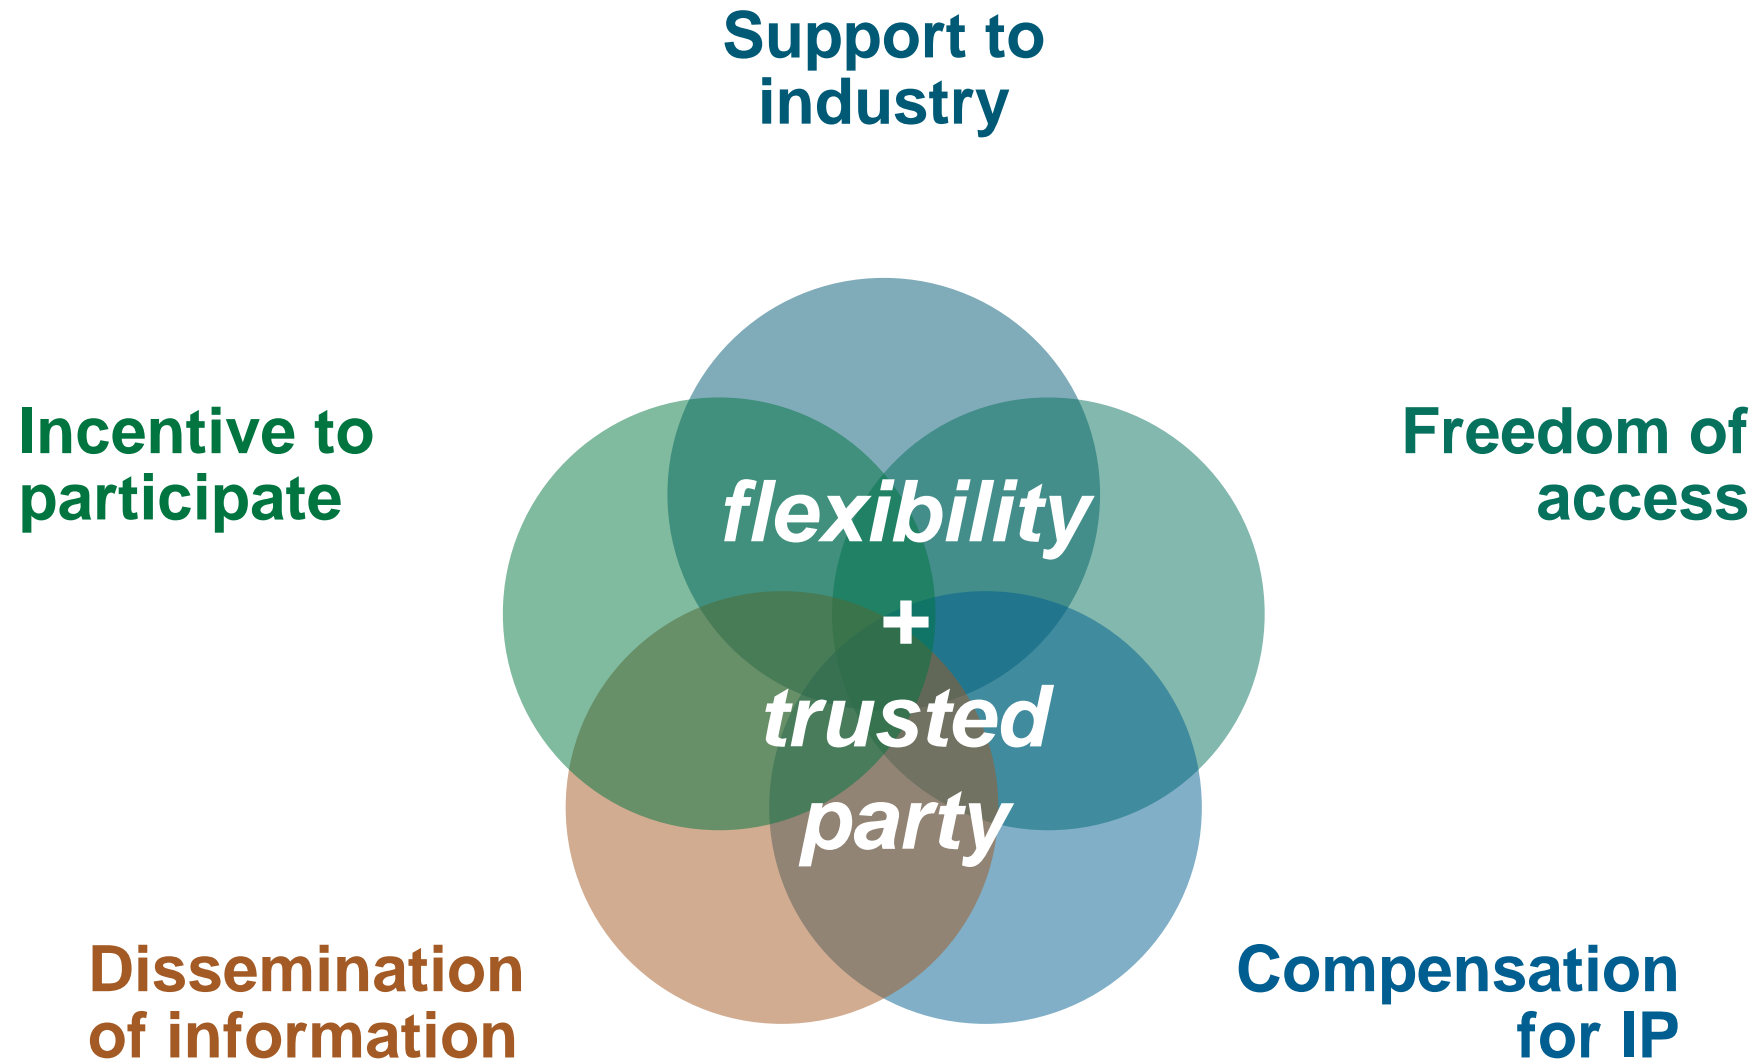 Support to
industry
Incentive to
participate
Freedom of
access
flexibility
+
trusted
party
Dissemination
of information
Compensation
for IP